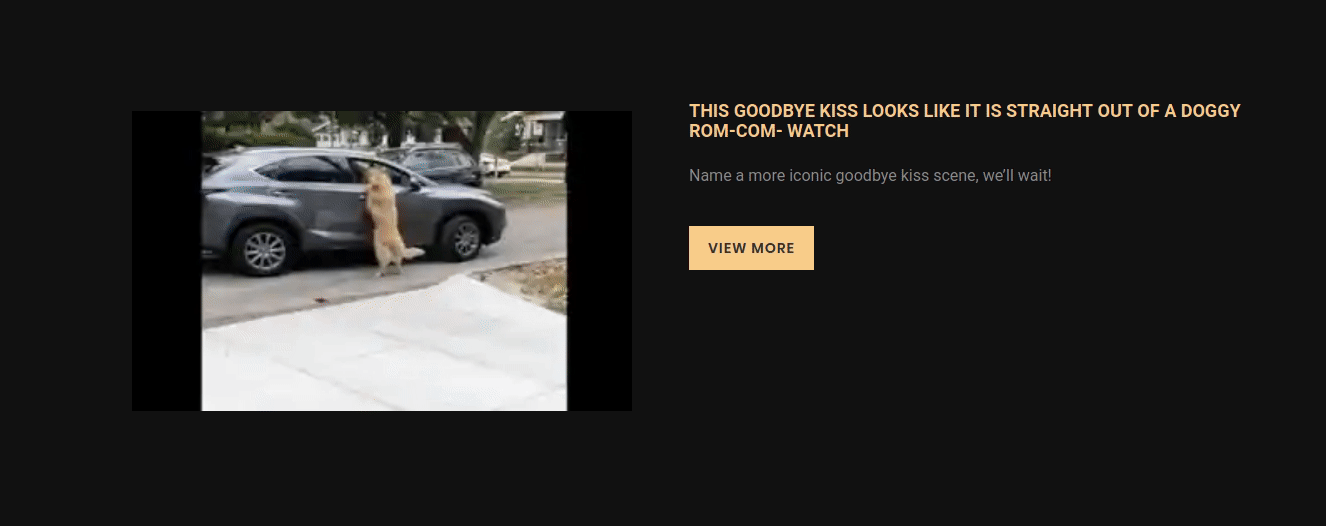 THIS GOODBYE KISS LOOKS LIKE IT IS STRAIGHT OUT OF A DOGGY
ROM-COM- WATCH
Name a more iconic goodbye kiss scene, we’ll wait!
VIEW MORE